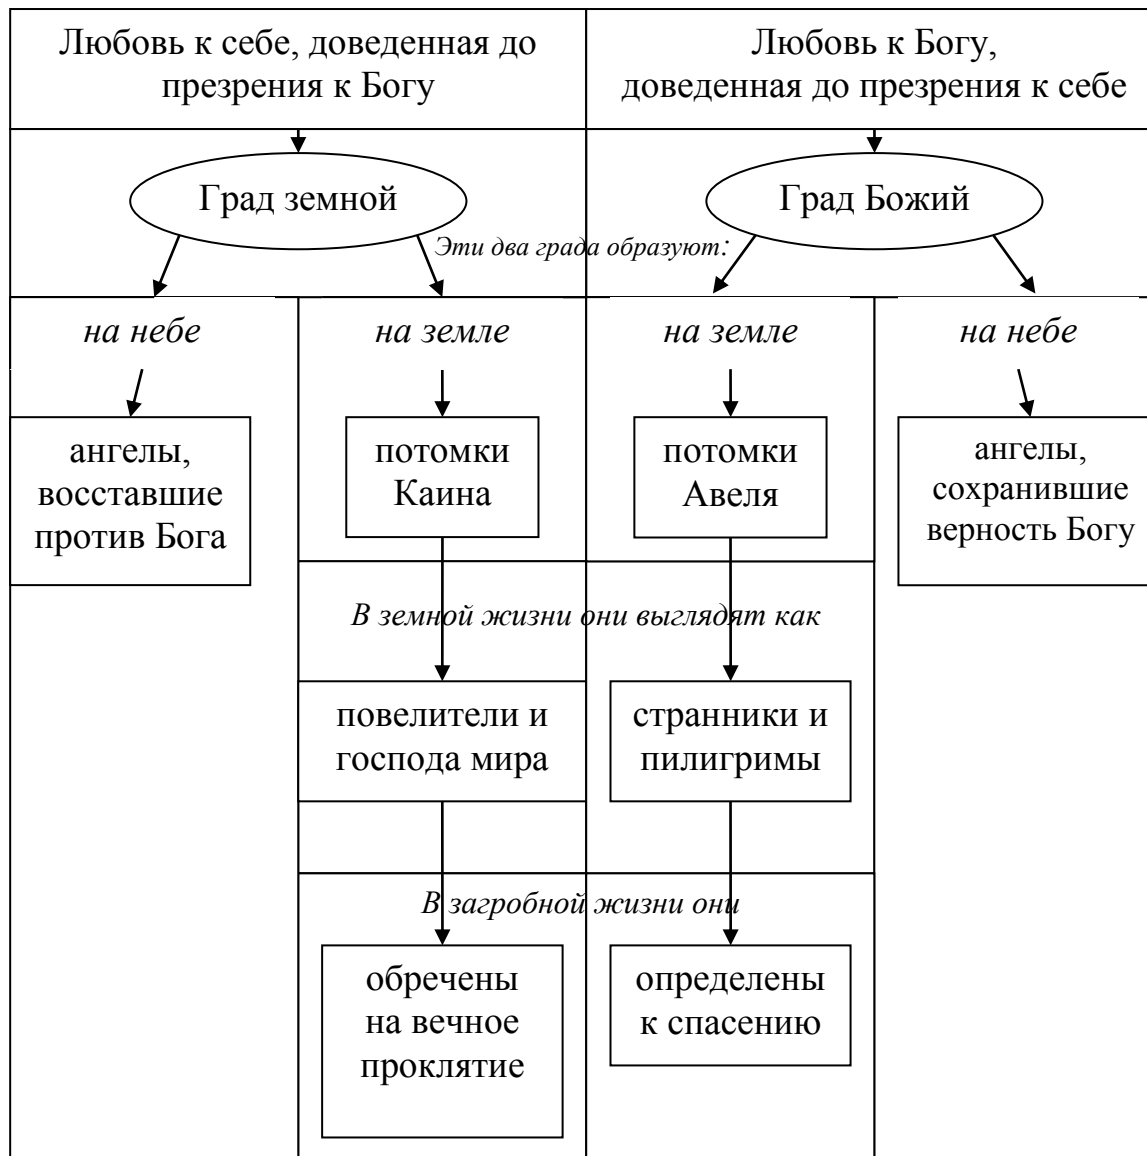 Любовь к себе, доведенная до
презрения к Богу
Любовь к Богу,
доведенная до презрения к себе
Град земной
Град Божий
Эти два града образуют:
на небе
на земле
на земле
на небе
ангелы,
восставшие
против Бога
потомки
Каина
потомки
Авеля
ангелы,
сохранившие
верность Богу
В земной жизни они выглядят как
повелители и
господа мира
странники и
пилигримы
В загробной жизни они
обречены
на вечное
проклятие
определены
к спасению